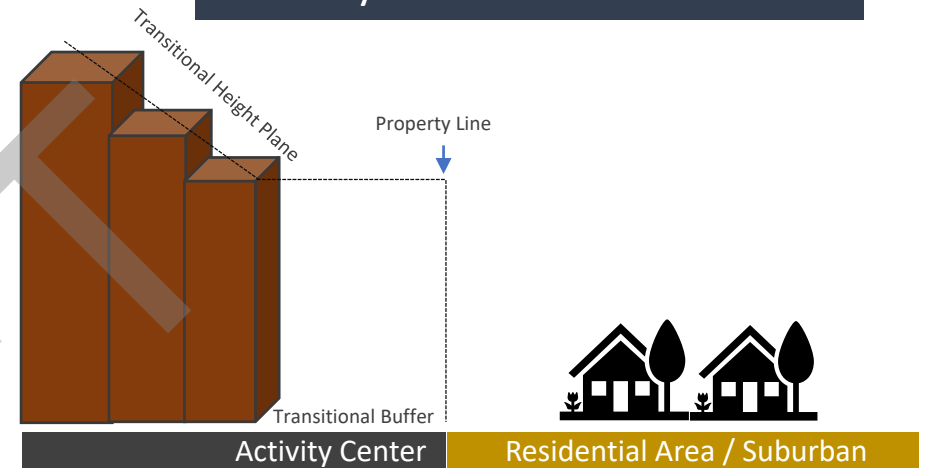 Transitional Height Plane
Property Line
Transitional Buffer
Activity Center
Residential Area / Suburban